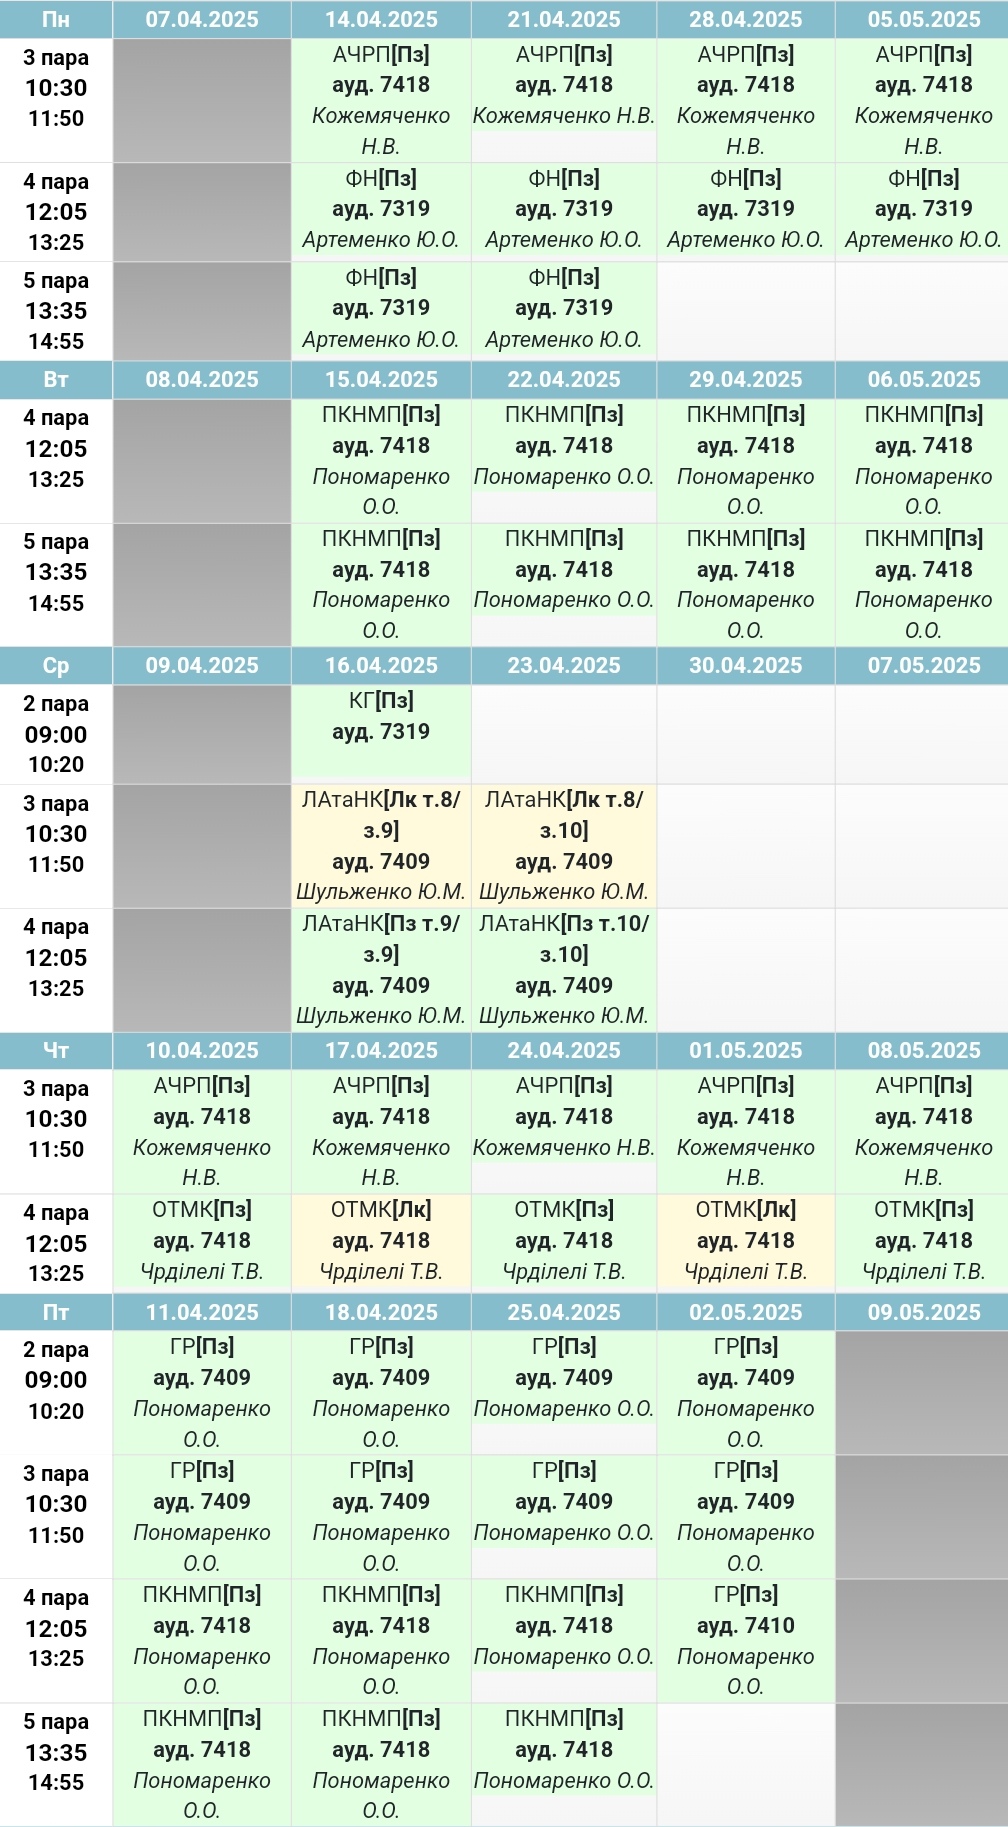 Пн 07.04.2025 14.04.2025 21.04.2025 28.04.2025 05.05.2025
3 пара АЧРП[Пз] АЧРП[Пз] АЧРП[Пз] АЧРП[Пз]
10:30 ауд. 7418 ауд. 7418 ауд. 7418 ауд. 7418
11:50 Кожемяченко Кожемяченко Н.В. Кожемяченко Кожемяченко
Н.В. Н.В. Н.В.
4 пара ФН[Пз] ФН[Пз] ФН[Пз] ФН[Пз]
12:05 ауд. 7319 ауд. 7319 ауд. 7319 ауд. 7319
13:25 Артеменко Ю.О. Артеменко Ю.О. Артеменко Ю.О. Артеменко Ю.О.
5 пара ФН[Пз] ФН[Пз]
13:35 ауд. 7319 ауд. 7319
14:55 Артеменко Ю.О. Артеменко Ю.О.
Вт 08.04.2025 15.04.2025 22.04.2025 29.04.2025 06.05.2025
4 пара ПКНМП[Пз] ПКНМП[Пз] ПКНМП[Пз] ПКНМП[Пз]
12:05 ауд. 7418 ауд. 7418 ауд. 7418 ауд. 7418
13:25 Пономаренко Пономаренко О.О. Пономаренко Пономаренко
О.О. О.О. О.О.
5 пара ПКНМП[Пз] ПКНМП[Пз] ПКНМП[Пз] ПКНМП[Пз]
13:35 ауд. 7418 ауд. 7418 ауд. 7418 ауд. 7418
14:55 Пономаренко Пономаренко О.О. Пономаренко Пономаренко
О.О. О.О. О.О.
Ср 09.04.2025 16.04.2025 23.04.2025 30.04.2025 07.05.2025
2 пара КГ[Пз]
09:00 ауд. 7319
10:20
3 пара ЛАтаНК[Лк т.8/ ЛАтаНК[Лк т.8/
10:30 з.9] з.10]
11:50 ауд. 7409 ауд. 7409
Шульженко Ю.М. Шульженко Ю.М.
4 пара ЛАтаНК[Пз т.9/ ЛАтаНК[Пз т.10/
12:05 з.9] з.10]
13:25 ауд. 7409 ауд. 7409
Шульженко Ю.М. Шульженко Ю.М.
Чт 10.04.2025 17.04.2025 24.04.2025 01.05.2025 08.05.2025
3 пара АЧРП[Пз] АЧРП[Пз] АЧРП[Пз] АЧРП[Пз] АЧРП[Пз]
10:30 ауд. 7418 ауд. 7418 ауд. 7418 ауд. 7418 ауд. 7418
11:50 Кожемяченко Кожемяченко Кожемяченко Н.В. Кожемяченко Кожемяченко
Н.В. Н.В. Н.В. Н.В.
4 пара ОТМК[Пз] ОТМК[Лк] ОТМК[Пз] ОТМК[Лк] ОТМК[Пз]
12:05 ауд. 7418 ауд. 7418 ауд. 7418 ауд. 7418 ауд. 7418
13:25 Чрділелі Т.В. Чрділелі Т.В. Чрділелі Т.В. Чрділелі Т.В. Чрділелі Т.В.
Пт 11.04.2025 18.04.2025 25.04.2025 02.05.2025 09.05.2025
2 пара ГР[Пз] ГР[Пз] ГР[Пз] ГР[Пз]
09:00 ауд. 7409 ауд. 7409 ауд. 7409 ауд. 7409
10:20 Пономаренко Пономаренко Пономаренко О.О. Пономаренко
О.О. О.О. О.О.
3 пара ГР[Пз] ГР[Пз] ГР[Пз] ГР[Пз]
10:30 ауд. 7409 ауд. 7409 ауд. 7409 ауд. 7409
11:50 Пономаренко Пономаренко Пономаренко О.О. Пономаренко
О.О. О.О. О.О.
4 пара ПКНМП[Пз] ПКНМП[Пз] ПКНМП[Пз] ГР[Пз]
12:05 ауд. 7418 ауд. 7418 ауд. 7418 ауд. 7410
13:25 Пономаренко Пономаренко Пономаренко О.О. Пономаренко
О.О. О.О. О.О.
5 пара ПКНМП[Пз] ПКНМП[Пз] ПКНМП[Пз]
13:35 ауд. 7418 ауд. 7418 ауд. 7418
14:55 Пономаренко Пономаренко Пономаренко О.О.
О.О. О.О.